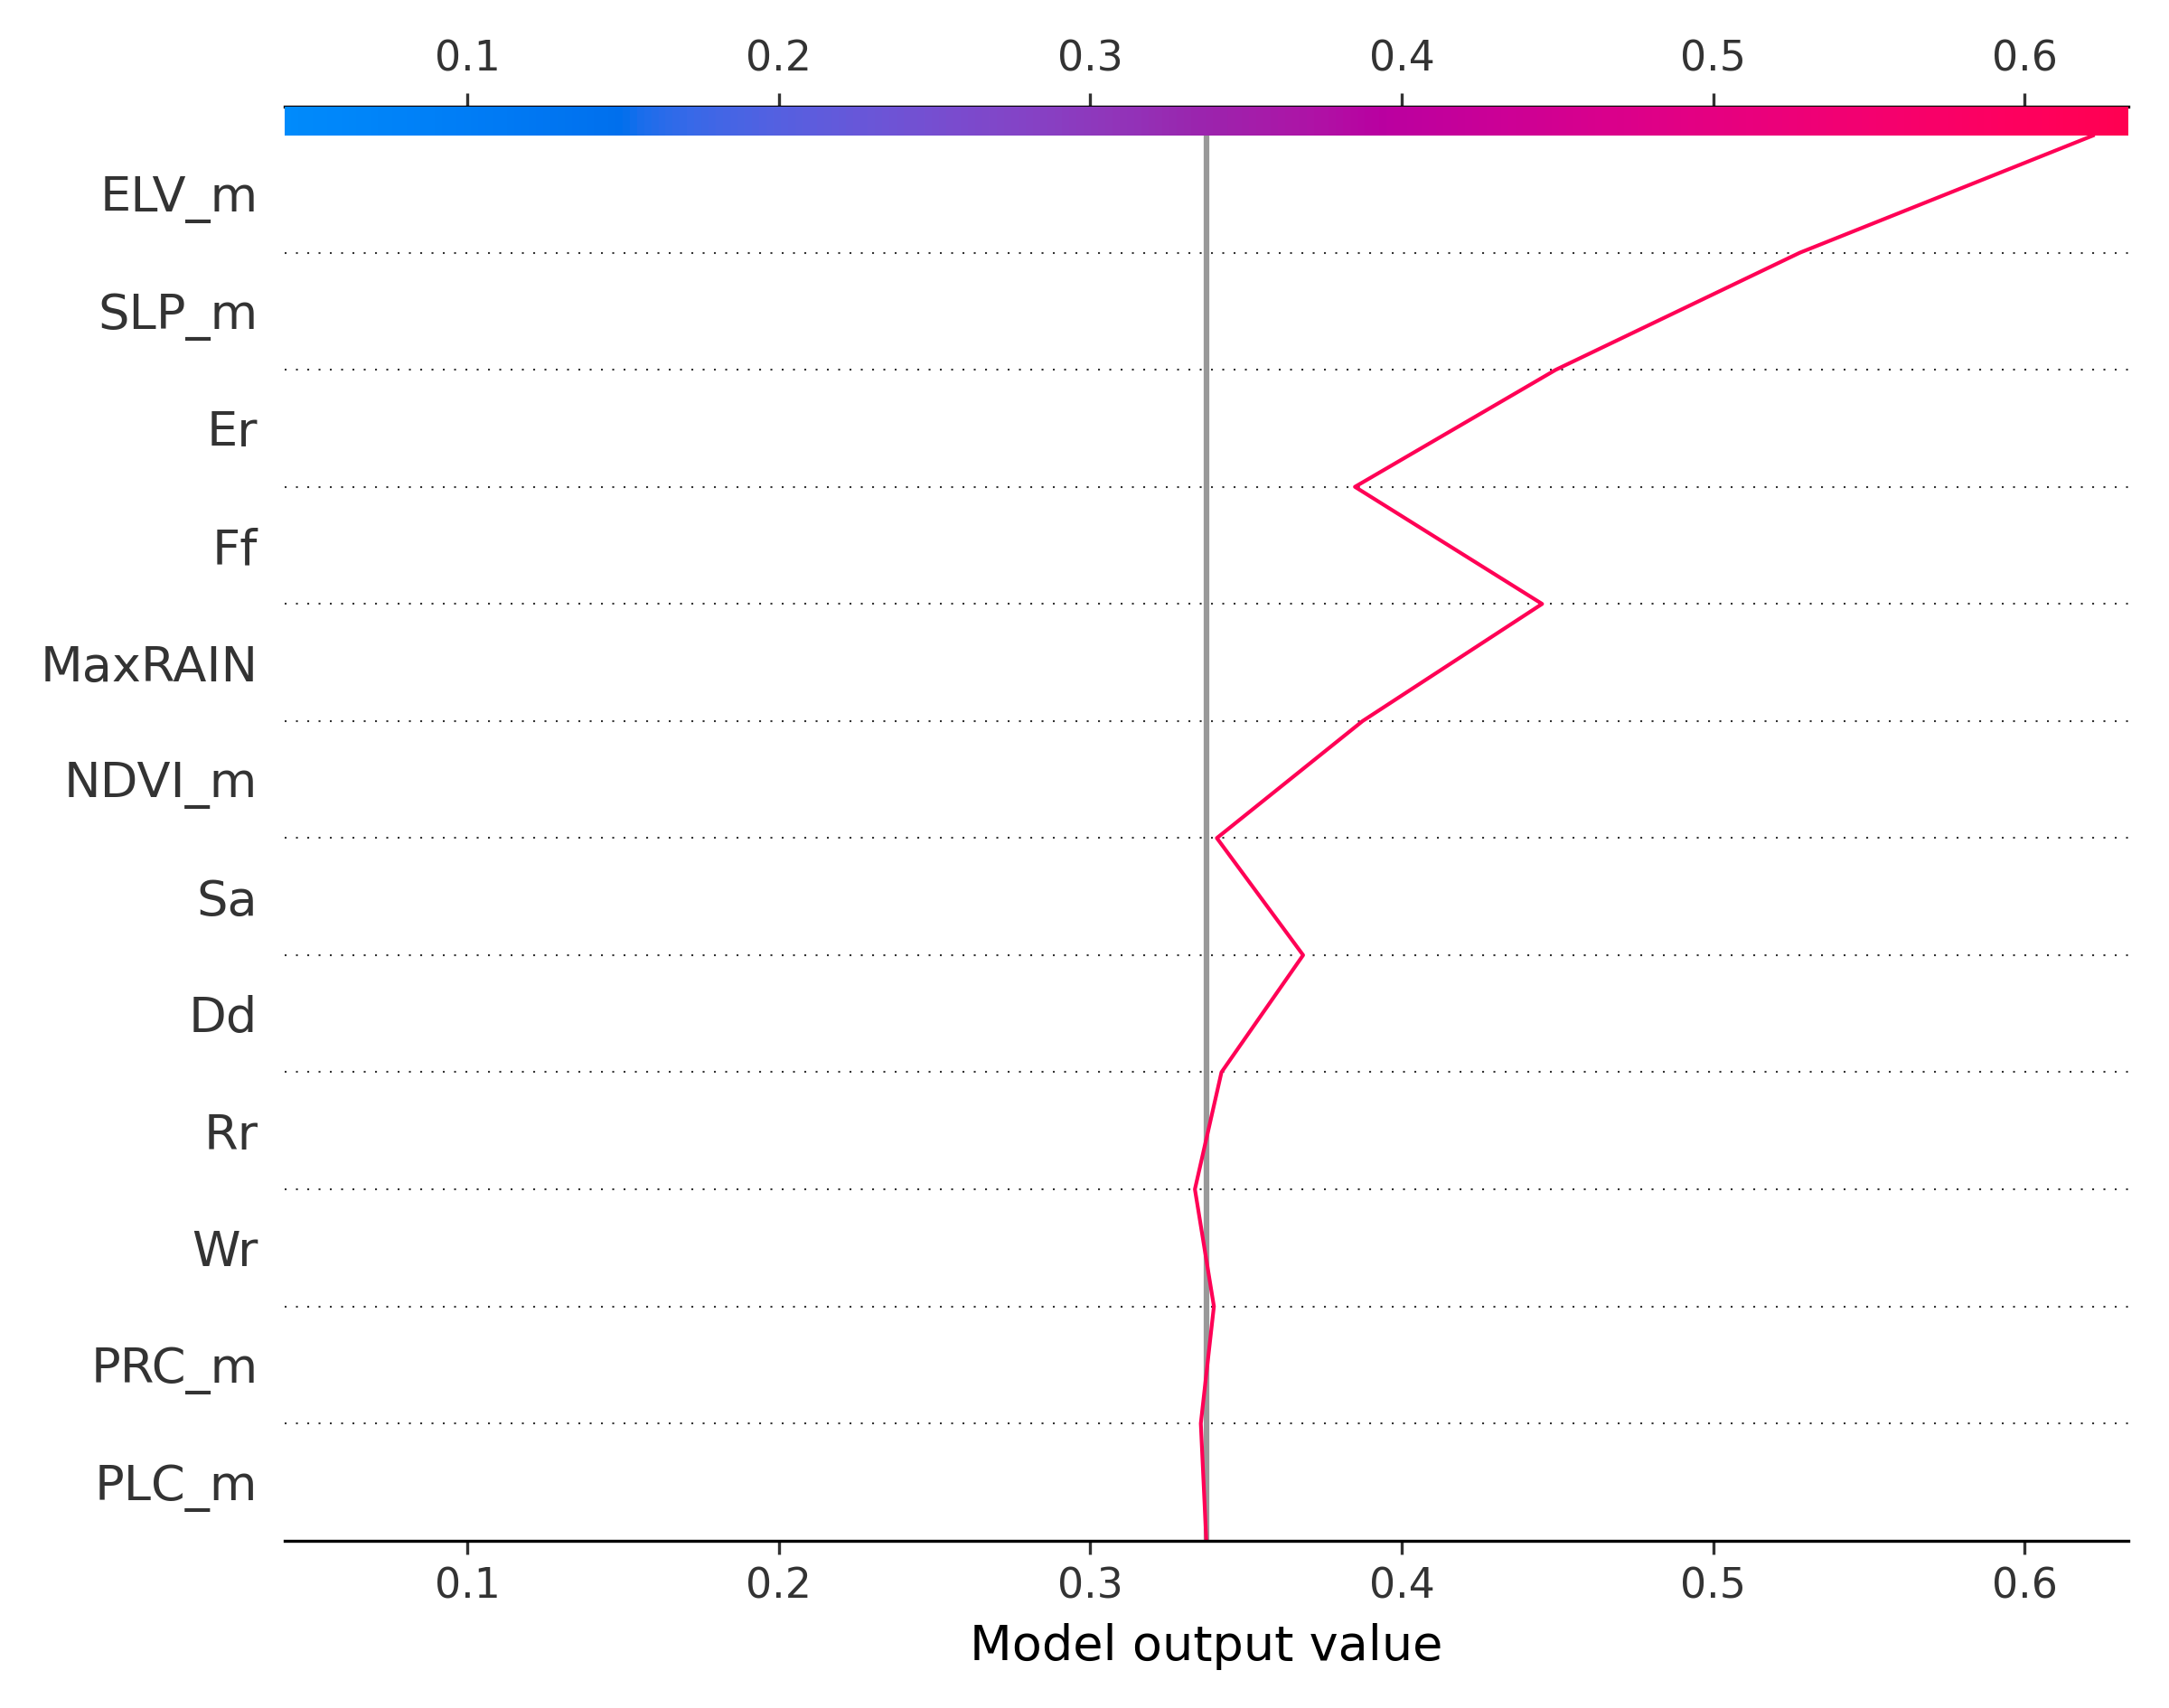 0.1 0.2 0.3 0.4 0.5 0.6
ELV_m
SLP_m
Er
Ff
MaxRAIN
NDVI_m
Sa
Dd
Rr
Wr
PRC_m
PLC_m
0.1 0.2 0.3 0.4 0.5 0.6
Model output value